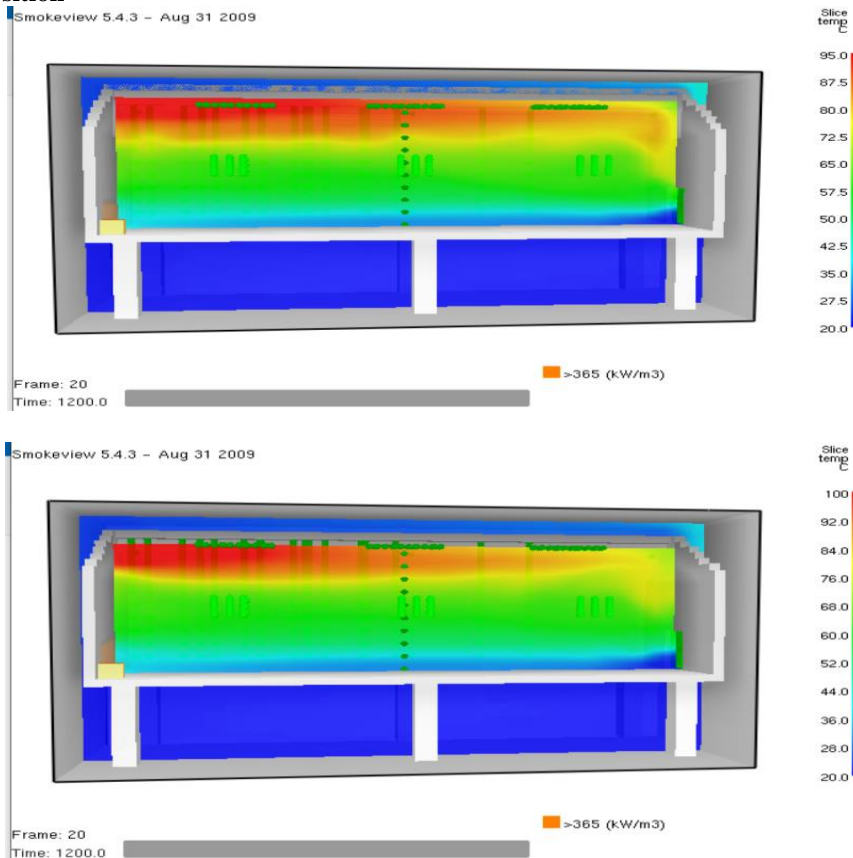 Smokeview 5.4.3 – Aug 31 2009
Slice
temp
C
95.0
87.5
80.0
72.5
65.0
57.5
50.0
42.5
35.0
27.5
20.0
>365 (kW/m3)
Frame: 20
Time: 1200.0
Smokeview 5.4.3 – Aug 31 2009
Slice
temp
C
100
92.0
84.0
76.0
68.0
60.0
52.0
44.0
36.0
28.0
20.0
>365 (kW/m3)
Frame: 20
Time: 1200.0